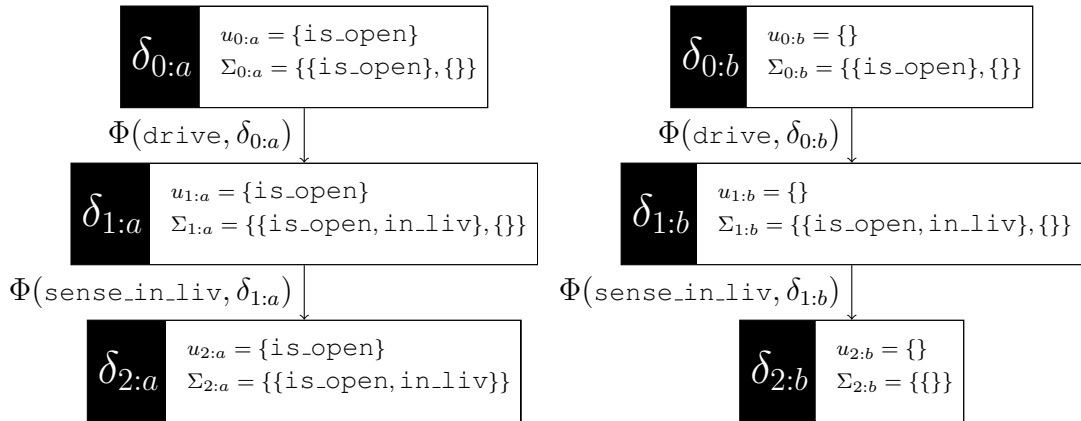 δ0:a
u0:a = {is_open}
Σ0:a = {{is_open},{}}
δ0:b
u0:b = {}
Σ0:b = {{is_open},{}}
Φ(drive, δ0:a)
Φ(drive, δ0:b)
δ1:a
u1:a = {is_open}
Σ1:a = {{is_open, in_liv},{}}
δ1:b
u1:b = {}
Σ1:b = {{is_open, in_liv},{}}
Φ(sense_in_liv, δ1:a)
Φ(sense_in_liv, δ1:b)
δ2:a
u2:a = {is_open}
Σ2:a = {{is_open, in_liv}}
δ2:b
u2:b = {}
Σ2:b = {{}}